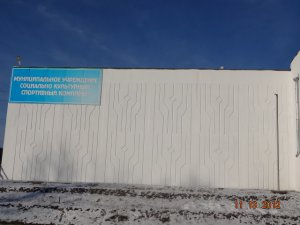 МУНИЦИПАЛЬНОЕ УЧРЕЖДЕНИЕ
СОЦИАЛЬНО КУЛЬТУРНЫЙ
СПОРТИВНЫЙ КОМПЛЕКС